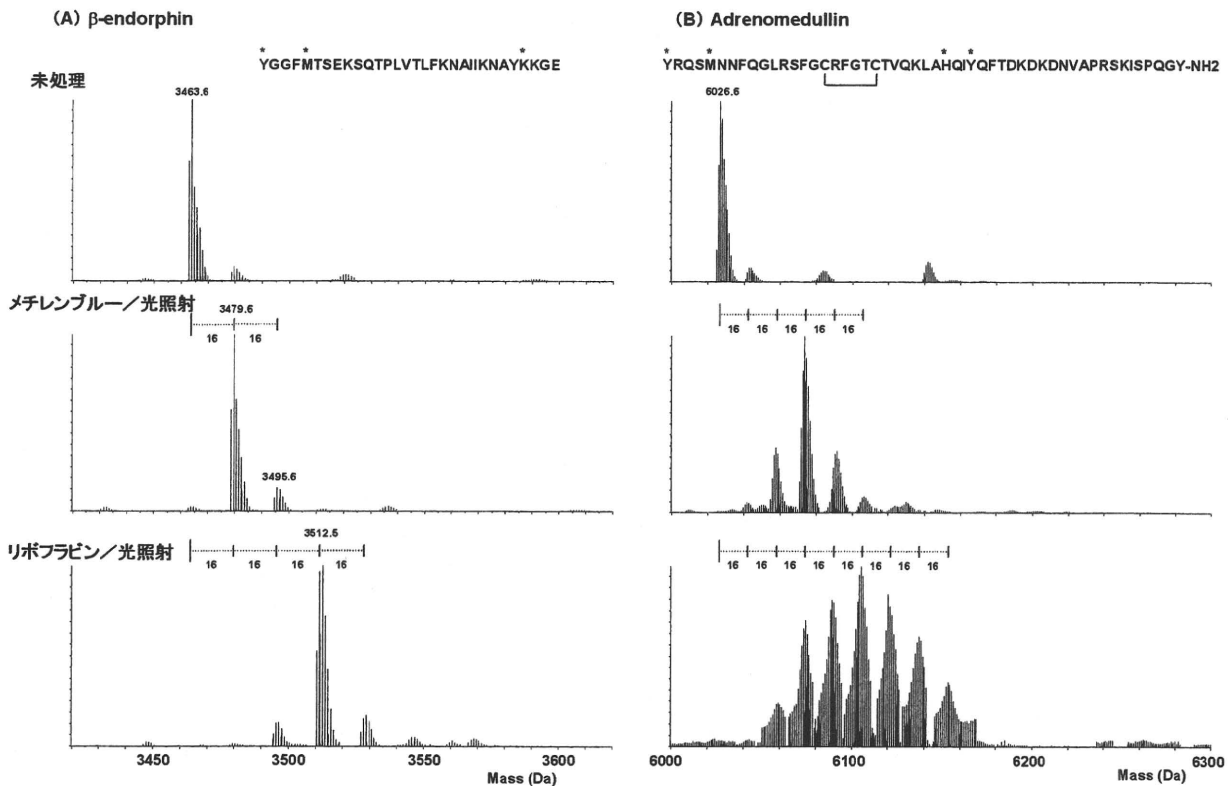 (A) β-endorphin
* * *
YGGFMTSEKSQTPLVTLFKNAIIKNAYKKGE
未処理
3463.6
メチレンブルー／光照射
3479.6
16 16
3495.6
リボフラビン／光照射
3512.5
16 16 16 16
3450 3500 3550 3600
Mass (Da)
(B) Adrenomedullin
* * * *
YRQSMNNFQGLRSFGCRFGTCTVQKLAHQIYQFTDKDKDNVAPRSKISPQGY-NH2
6026.6
16 16 16 16 16
16 16 16 16 16 16 16 16
6000 6100 6200 6300
Mass (Da)